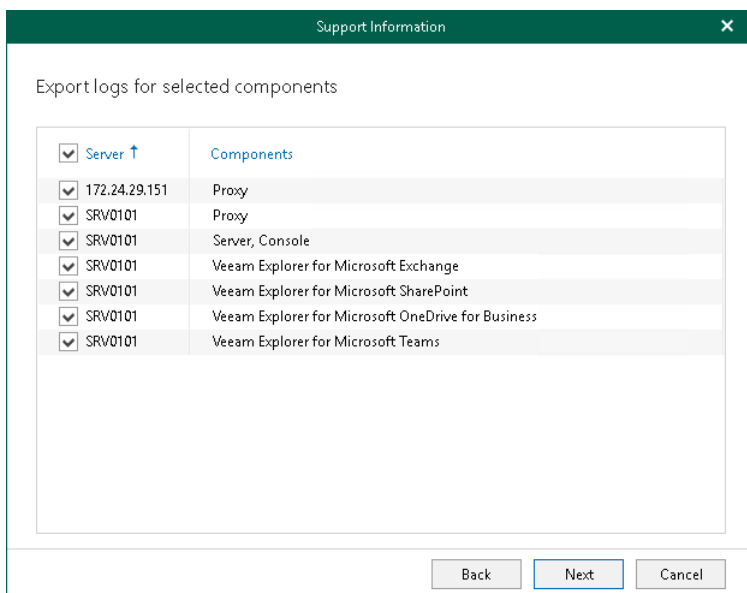 Support Information
Export logs for selected components
Server ↑ Components
172.24.29.151 Proxy
SRV0101 Proxy
SRV0101 Server, Console
SRV0101 Veeam Explorer for Microsoft Exchange
SRV0101 Veeam Explorer for Microsoft SharePoint
SRV0101 Veeam Explorer for Microsoft OneDrive for Business
SRV0101 Veeam Explorer for Microsoft Teams
Back Next Cancel